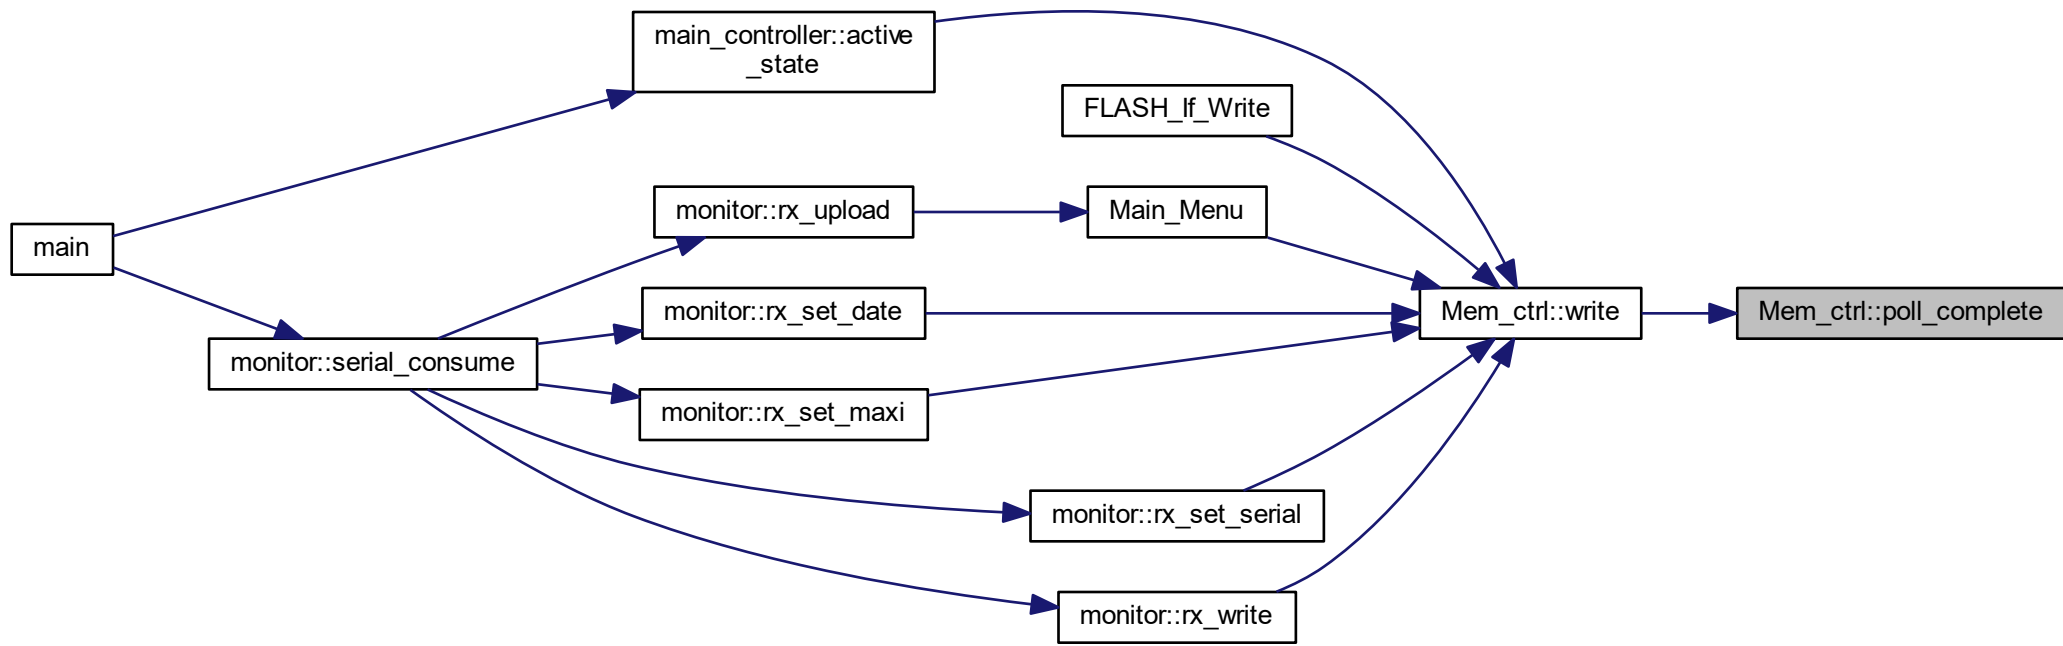 main_controller::active
_state
FLASH_If_Write
monitor::rx_upload
Main_Menu
main
monitor::rx_set_date
Mem_ctrl::write
Mem_ctrl::poll_complete
monitor::serial_consume
monitor::rx_set_maxi
monitor::rx_set_serial
monitor::rx_write